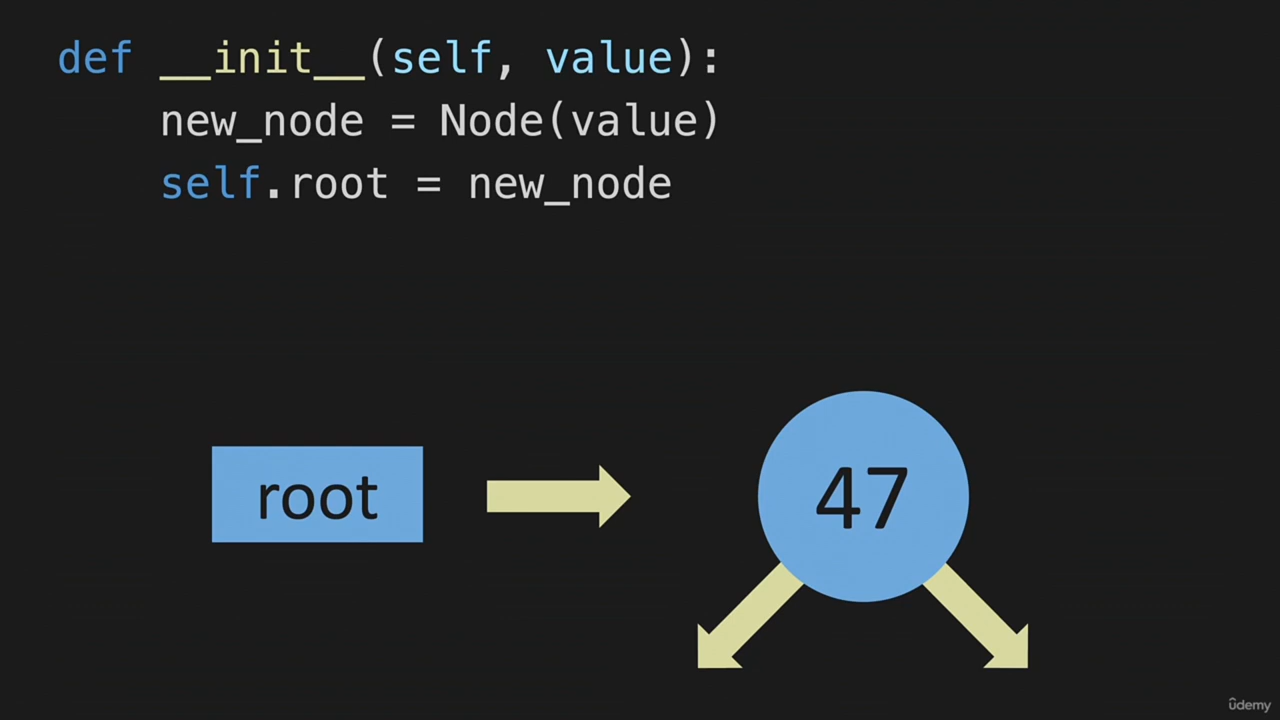 def __init__(self, value):
    new_node = Node(value)
    self.root = new_node
root
47
ûdemy